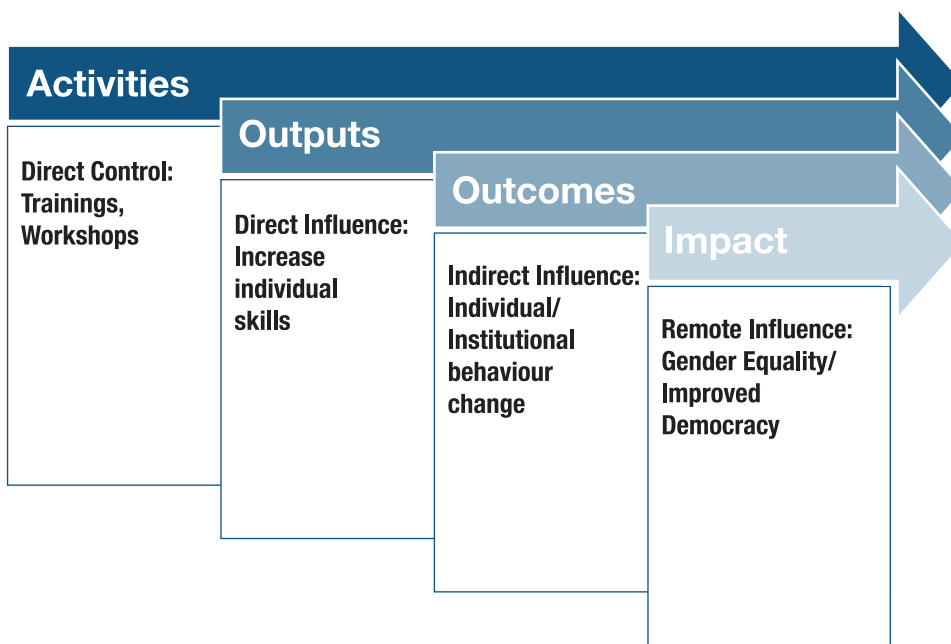 Activities
Direct Control:
Trainings,
Workshops
Outputs
Direct Influence:
Increase
individual
skills
Outcomes
Indirect Influence:
Individual/
Institutional
behaviour
change
Impact
Remote Influence:
Gender Equality/
Improved
Democracy